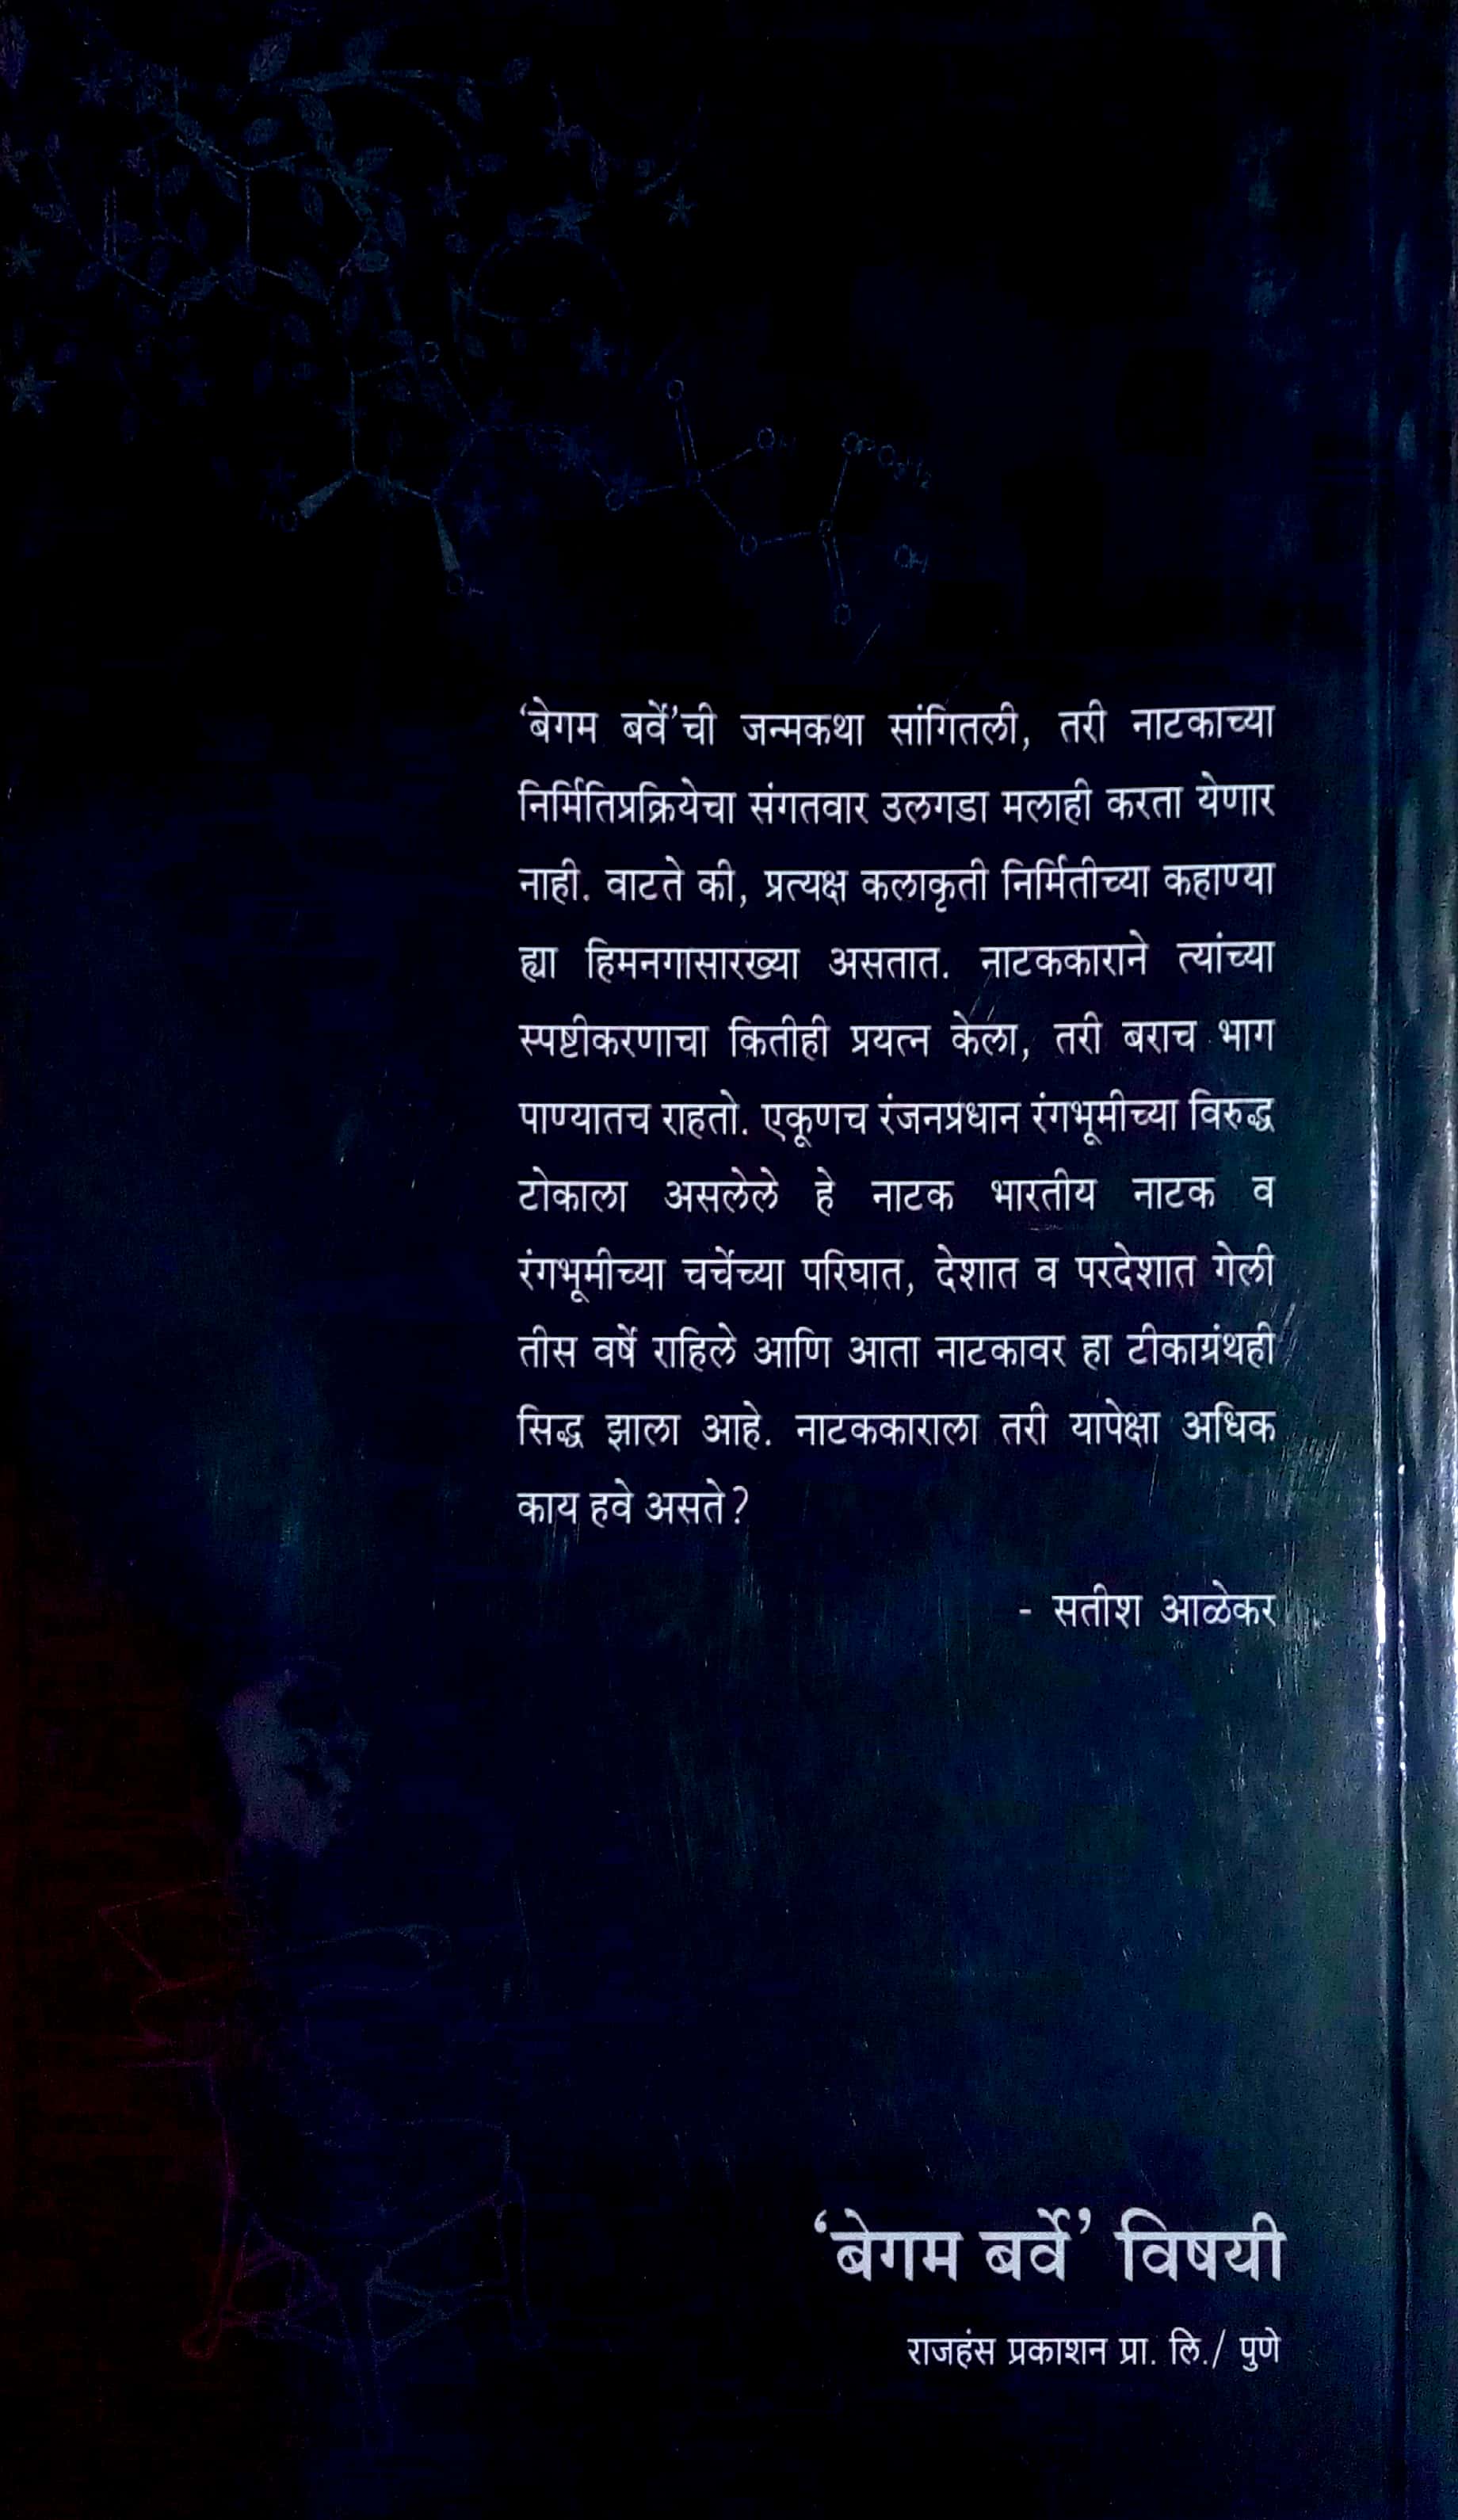 ‘बेगम बर्वे’ची जन्मकथा सांगितली, तरी नाटकाच्या
निर्मितिप्रक्रियेचा संगतवार उलगडा मलाही करता येणार
नाही. वाटते की, प्रत्यक्ष कलाकृती निर्मितीच्या कहाण्या
ह्या हिमनगासारख्या असतात. नाटककाराने त्यांच्या
स्पष्टीकरणाचा कितीही प्रयत्न केला, तरी बराच भाग
पाण्यातच राहतो. एकूणच रंजनप्रधान रंगभूमीच्या विरुद्ध
टोकाला असलेले हे नाटक भारतीय नाटक व
रंगभूमीच्या चर्चेच्या परिघात, देशात व परदेशात गेली
तीस वर्षे राहिले आणि आता नाटकावर हा टीकाग्रंथही
सिद्ध झाला आहे. नाटककाराला तरी यापेक्षा अधिक
काय हवे असते?
- सतीश आळेकर
‘बेगम बर्वे’ विषयी
राजहंस प्रकाशन प्रा. लि./ पुणे